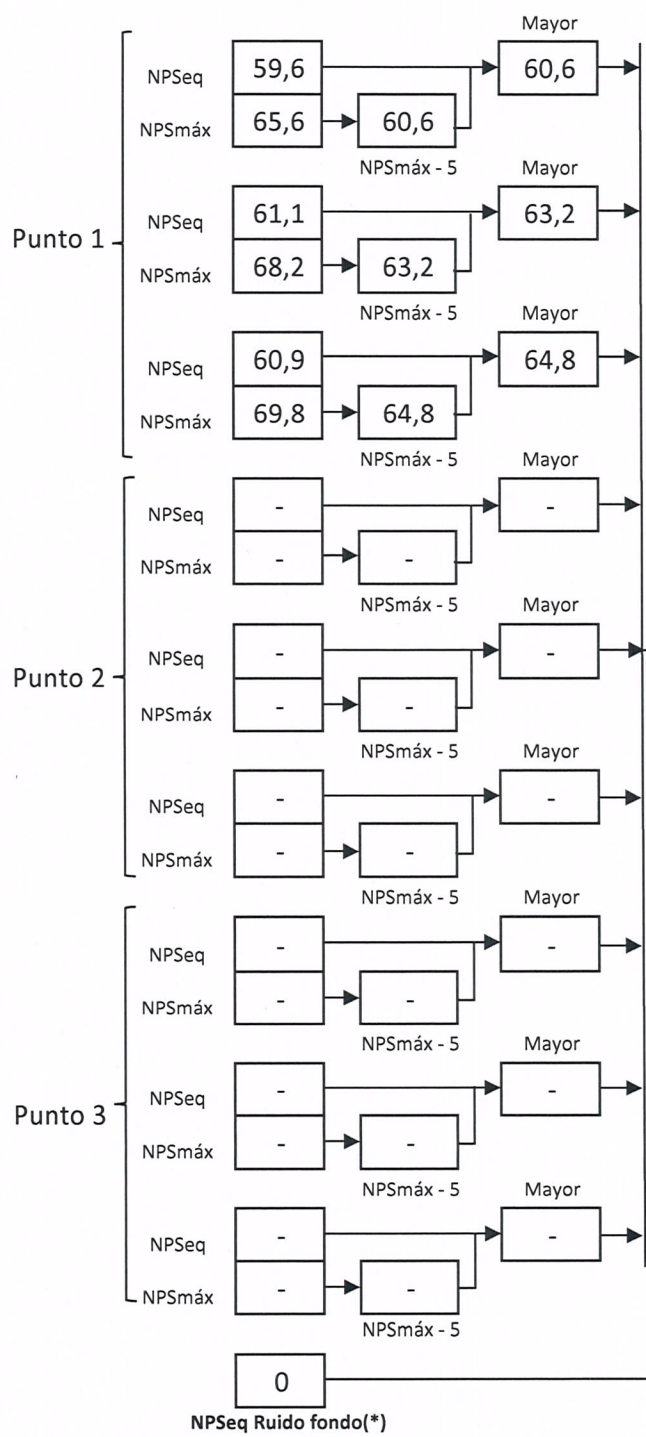 Mayor
NPSeq 59,6 60,6
NPSmáx 65,6 60,6
NPSmáx - 5
Mayor
NPSeq 61,1 63,2
Punto 1
NPSmáx 68,2 63,2
NPSmáx - 5
Mayor
NPSeq 60,9 64,8
NPSmáx 69,8 64,8
NPSmáx - 5
Mayor
NPSeq - -
NPSmáx - -
NPSmáx - 5
Mayor
NPSeq - -
Punto 2
NPSmáx - -
NPSmáx - 5
Mayor
NPSeq - -
NPSmáx - -
NPSmáx - 5
Mayor
NPSeq - -
NPSmáx - -
NPSmáx - 5
Mayor
NPSeq - -
Punto 3
NPSmáx - -
NPSmáx - 5
Mayor
NPSeq - -
NPSmáx - -
NPSmáx - 5
0
NPSeq Ruido fondo(*)